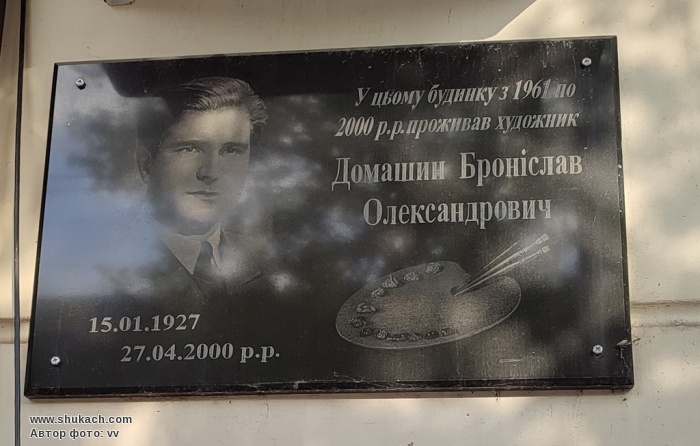 У цьому будинку з 1961 по
2000 р.р.проживав художник
Домашин Броніслав
Олександрович
15.01.1927
27.04.2000 р.р.
www.shukach.com
Автор фото: vv